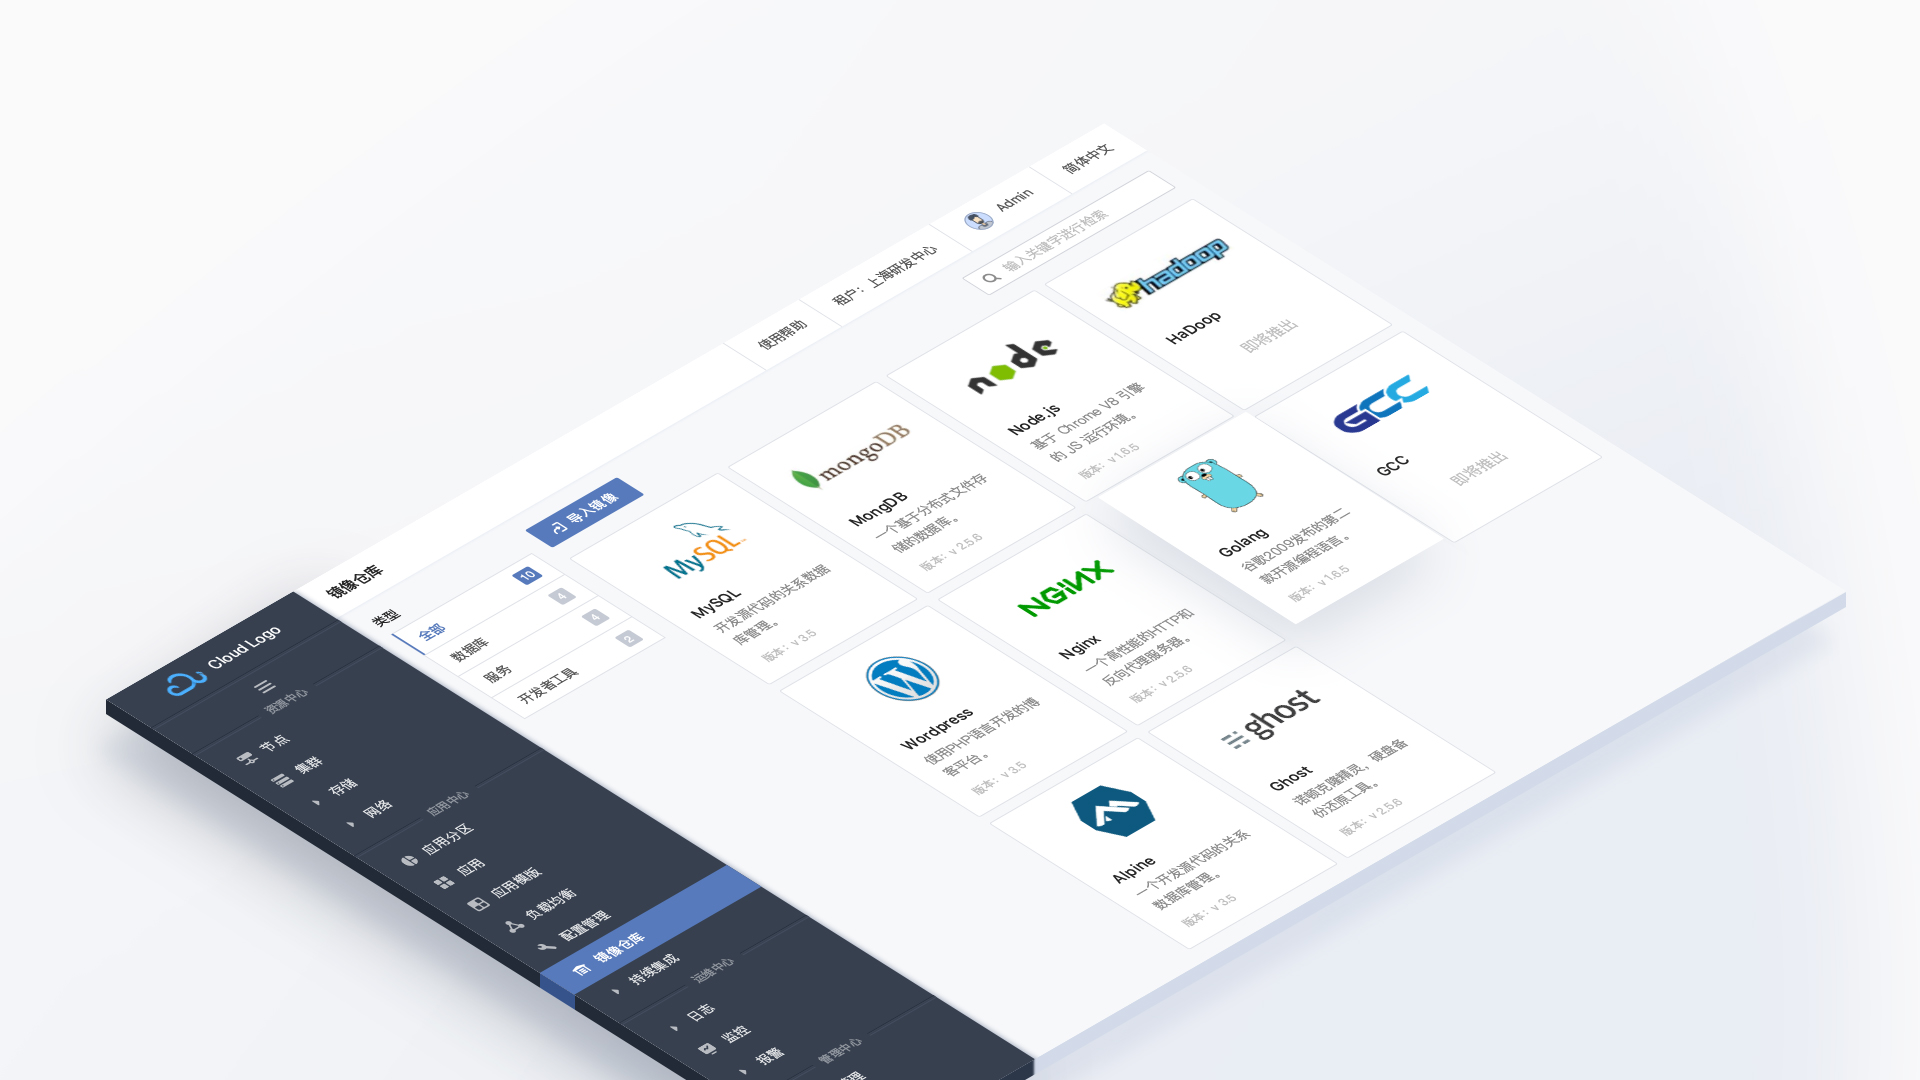 Cloud Logo
资源中心
节点
集群
存储
网络
应用中心
应用分区
应用
应用模版
负载均衡
配置管理
镜像仓库
持续集成
运维中心
日志
监控
报警
管理中心
镜像仓库
使用帮助
租户：上海研发中心
Admin
简体中文
类型
导入镜像
输入关键字进行检索
全部
10
数据库
4
服务
4
开发者工具
2
MySQL
MySQL
开发源代码的关系数据
库管理。
版本：v 3.5
mongoDB
MongDB
一个基于分布式文件存
储的数据库。
版本：v 2.5.6
node
Node.js
基于 Chrome V8 引擎
的 JS 运行环境。
版本：v 1.6.5
hadoop
HaDoop
即将推出
Wordpress
使用PHP语言开发的博
客平台。
版本：v 3.5
NGiNX
Nginx
一个高性能的HTTP和
反向代理服务器。
版本：v 2.5.6
Golang
谷歌2009发布的第二
款开源编程语言。
版本：v 1.6.5
GCC
GCC
即将推出
Alpine
一个开发源代码的关系
数据库管理。
版本：v 3.5
ghost
Ghost
诺顿克隆精灵，硬盘备
份还原工具。
版本：v 2.5.6